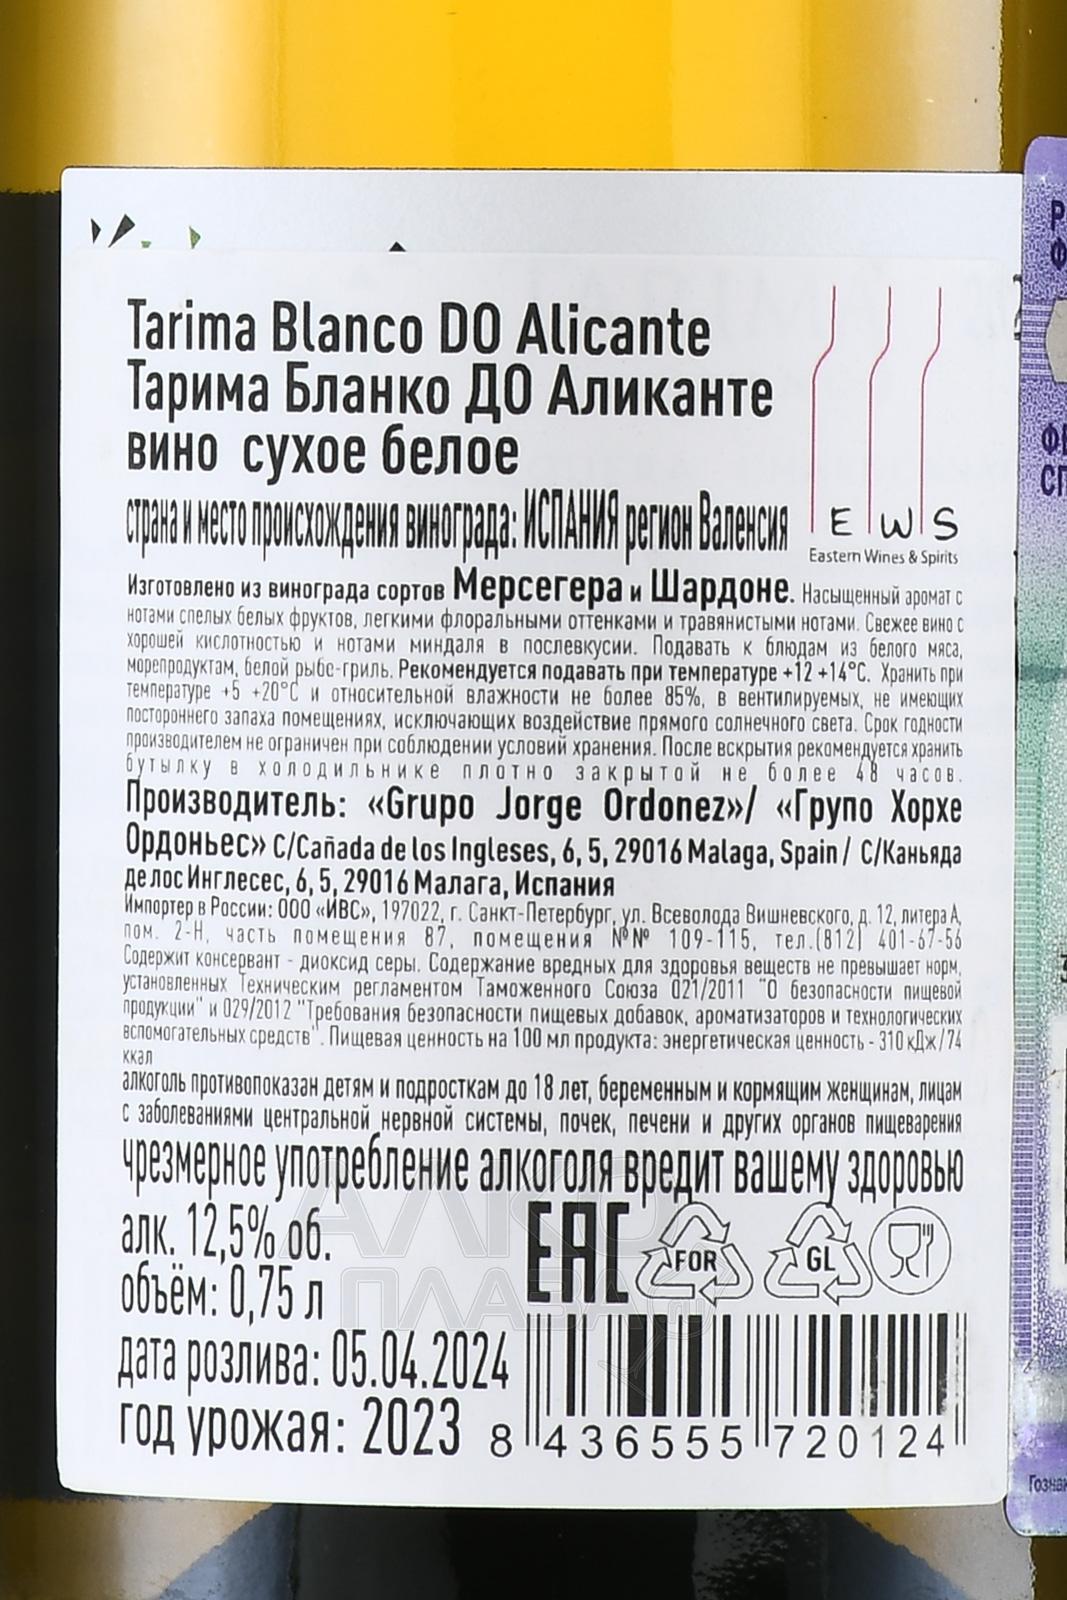 Tarima Blanco DO Alicante
Тарима Бланко ДО Аликанте
вино сухое белое
страна и место происхождения винограда: ИСПАНИЯ регион Валенсия
E W S
Eastern Wines & Spirits
Изготовлено из винограда сортов Мерсегера и Шардоне. Насыщенный аромат с
нотами спелых белых фруктов, легкими флоральными оттенками и травянистыми нотами. Свежее вино с
хорошей кислотностью и нотами миндаля в послевкусии. Подавать к блюдам из белого мяса,
морепродуктам, белой рыбе-гриль. Рекомендуется подавать при температуре +12 +14°С. Хранить при
температуре +5 +20°С и относительной влажности не более 85%, в вентилируемых, не имеющих
постороннего запаха помещениях, исключающих воздействие прямого солнечного света. Срок годности
производителем не ограничен при соблюдении условий хранения. После вскрытия рекомендуется хранить
бутылку в холодильнике плотно закрытой не более 48 часов.
Производитель: «Grupo Jorge Ordonez»/ «Групо Хорхе
Ордоньес» C/Cañada de los Ingleses, 6, 5, 29016 Malaga, Spain / С/Каньяда
де лос Инглесес, 6, 5, 29016 Малага, Испания
Импортер в России: ООО «ИВС», 197022, г. Санкт-Петербург, ул. Всеволода Вишневского, д. 12, литера А,
пом. 2-Н, часть помещения 87, помещения №№ 109-115, тел.(812) 401-67-56
Содержит консервант - диоксид серы. Содержание вредных для здоровья веществ не превышает норм,
установленных Техническим регламентом Таможенного Союза 021/2011 "О безопасности пищевой
продукции" и 029/2012 "Требования безопасности пищевых добавок, ароматизаторов и технологических
вспомогательных средств". Пищевая ценность на 100 мл продукта: энергетическая ценность - 310 кДж/74
ккал
алкоголь противопоказан детям и подросткам до 18 лет, беременным и кормящим женщинам, лицам
с заболеваниями центральной нервной системы, почек, печени и других органов пищеварения
чрезмерное употребление алкоголя вредит вашему здоровью
алк. 12,5% об.
объём: 0,75 л
дата розлива: 05.04.2024
год урожая: 2023
EAC
FOR
GL
8 436555 720124
АЛКО
ПЛАЗА
Гознак